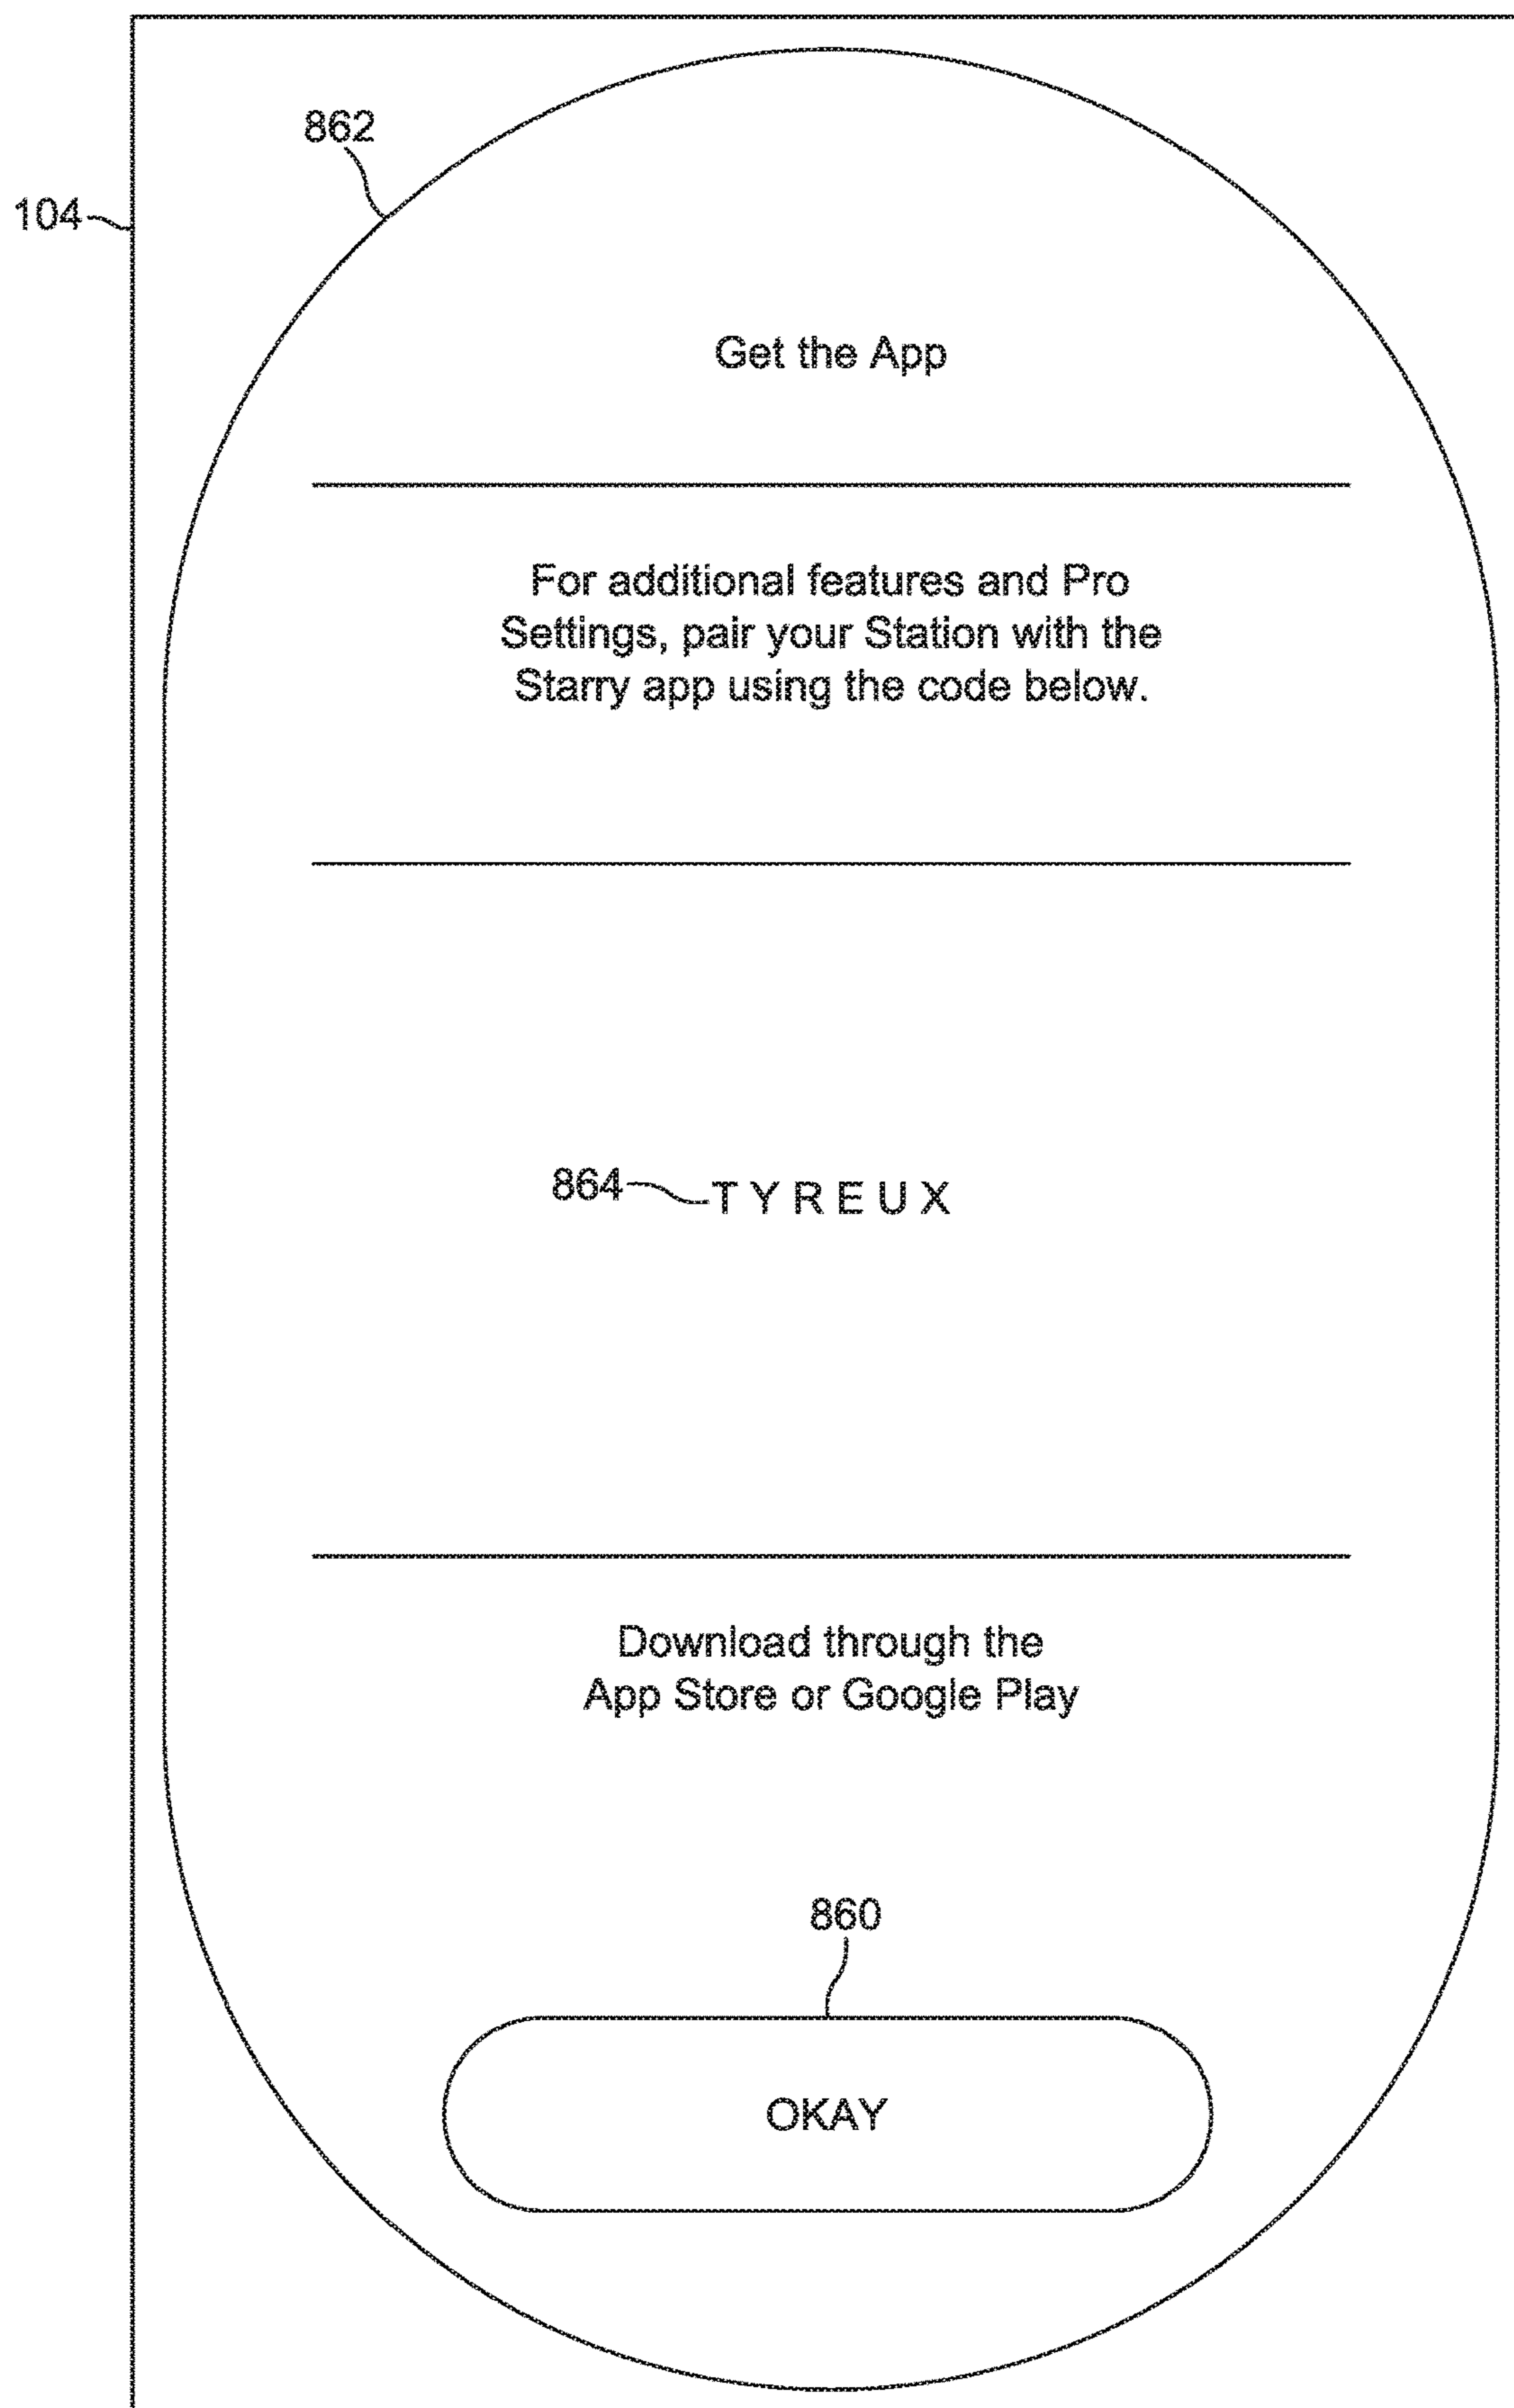 862
104
Get the App
For additional features and Pro
Settings, pair your Station with the
Starry app using the code below.
864 T Y R E U X
Download through the
App Store or Google Play
860
OKAY